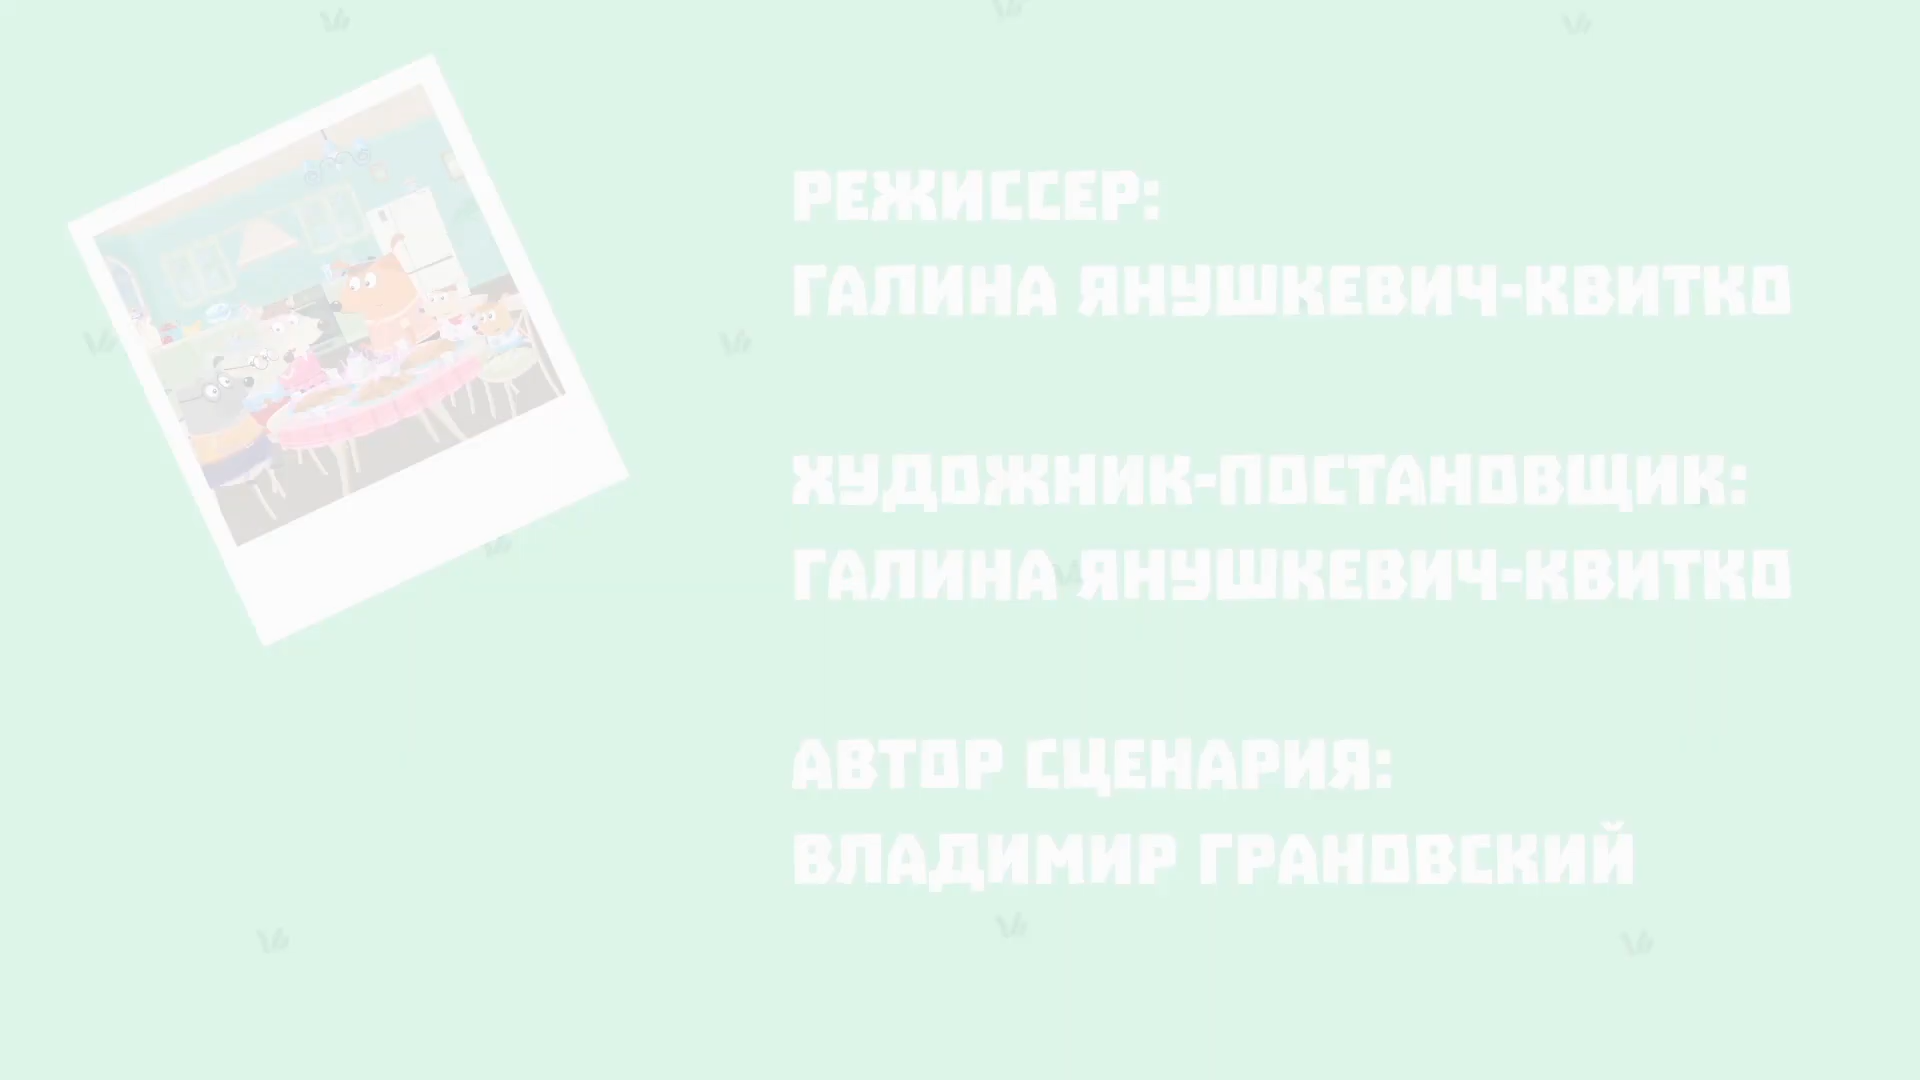 РЕЖИССЕР:
ГАЛИНА ЯНУШКЕВИЧ-КВИТКО
ХУДОЖНИК-ПОСТАНОВЩИК:
ГАЛИНА ЯНУШКЕВИЧ-КВИТКО
АВТОР СЦЕНАРИЯ:
ВЛАДИМИР ГРАНОВСКИЙ